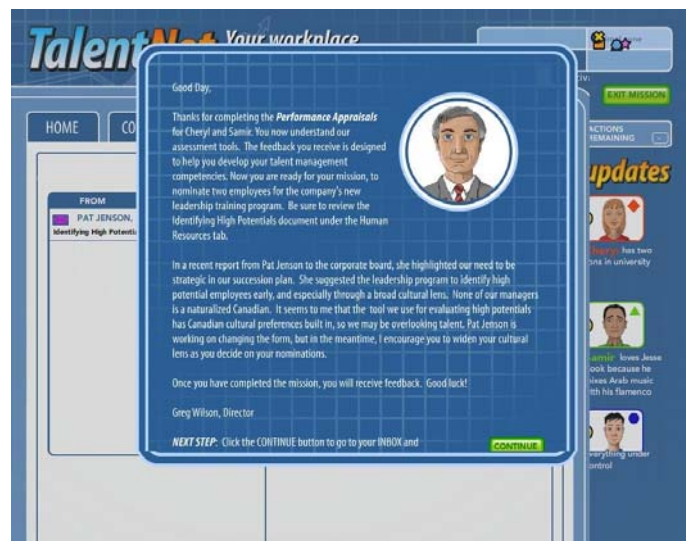 Talent
Your workplace
EXIT MISSION
HOME
CO
ACTIONS
REMAINING
updates
FROM
PAT JENSON,
Identifying High Potentia
Good Day,
Thanks for completing the Performance Appraisals
for Cheryl and Samir. You now understand our
assessment tools. The feedback you receive is designed
to help you develop your talent management
competencies. Now you are ready for your mission, to
nominate two employees for the company's new
leadership training program. Be sure to review the
Identifying High Potentials document under the Human
Resources tab.
In a recent report from Pat Jenson to the corporate board, she highlighted our need to be
strategic in our succession plan. She suggested the leadership program to identify high
potential employees early, and especially through a broad cultural lens. None of our managers
is a naturalized Canadian. It seems to me that the tool we use for evaluating high potentials
has Canadian cultural preferences built in, so we may be overlooking talent. Pat Jenson is
working on changing the form, but in the meantime, I encourage you to widen your cultural
lens as you decide on your nominations.
Once you have completed the mission, you will receive feedback. Good luck!
Greg Wilson, Director
NEXT STEP: Click the CONTINUE button to go to your INBOX and
CONTINUE
has two
ons in university
amir loves Jesse
ook because he
ixes Arab music
ith his flamenco
verything under
ontrol